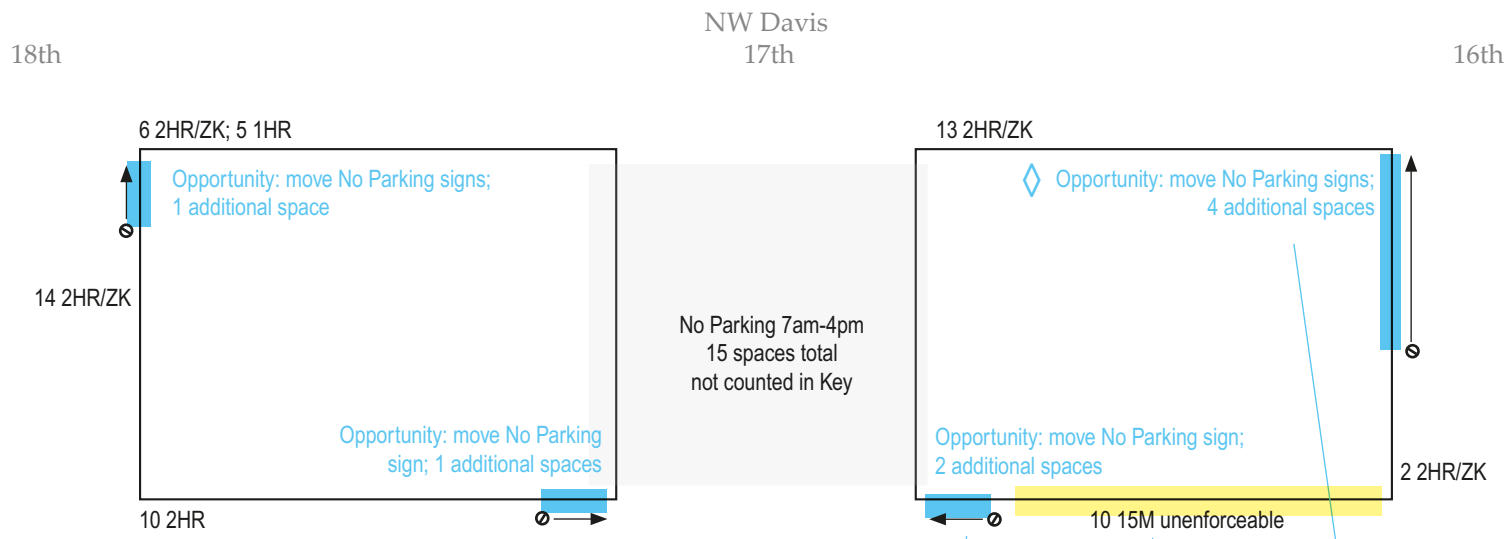 NW Davis
18th
17th
16th
6 2HR/ZK; 5 1HR
13 2HR/ZK
Opportunity: move No Parking signs;
1 additional space
Opportunity: move No Parking signs;
4 additional spaces
14 2HR/ZK
No Parking 7am-4pm
15 spaces total
not counted in Key
Opportunity: move No Parking
sign; 1 additional spaces
Opportunity: move No Parking sign;
2 additional spaces
2 2HR/ZK
10 2HR
10 15M unenforceable